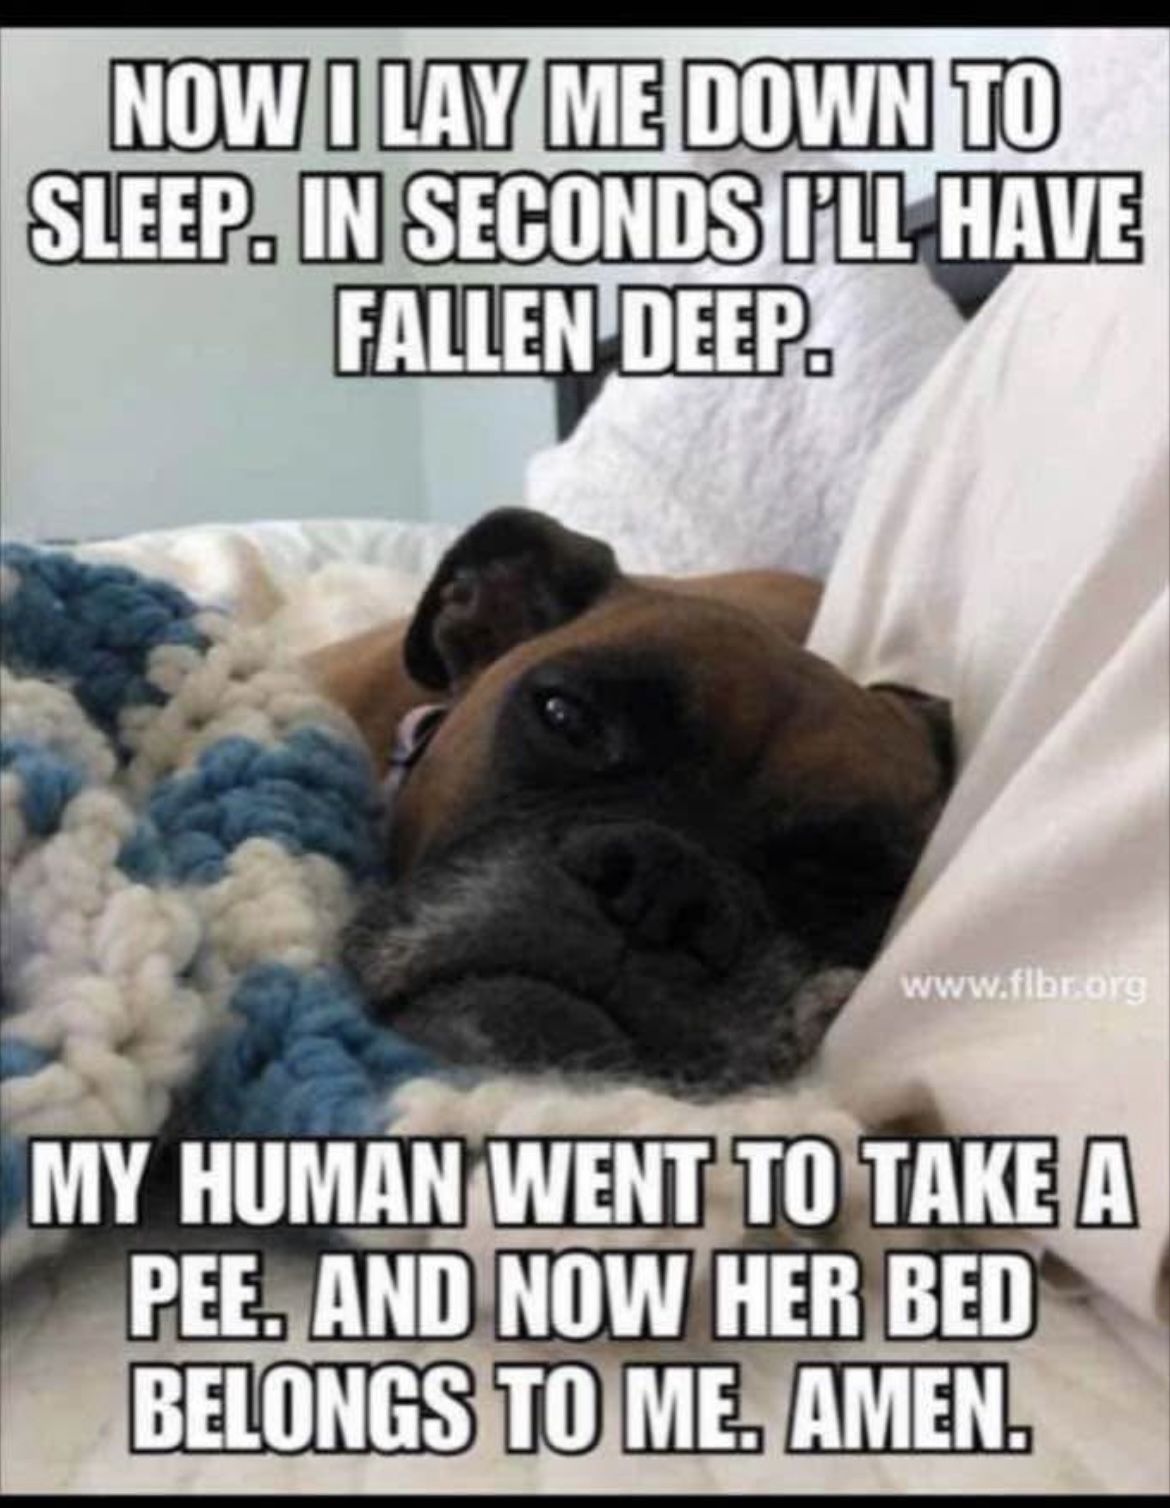 NOW I LAY ME DOWN TO
SLEEP. IN SECONDS I'LL HAVE
FALLEN DEEP.
www.flbr.org
MY HUMAN WENT TO TAKE A
PEE. AND NOW HER BED
BELONGS TO ME. AMEN.